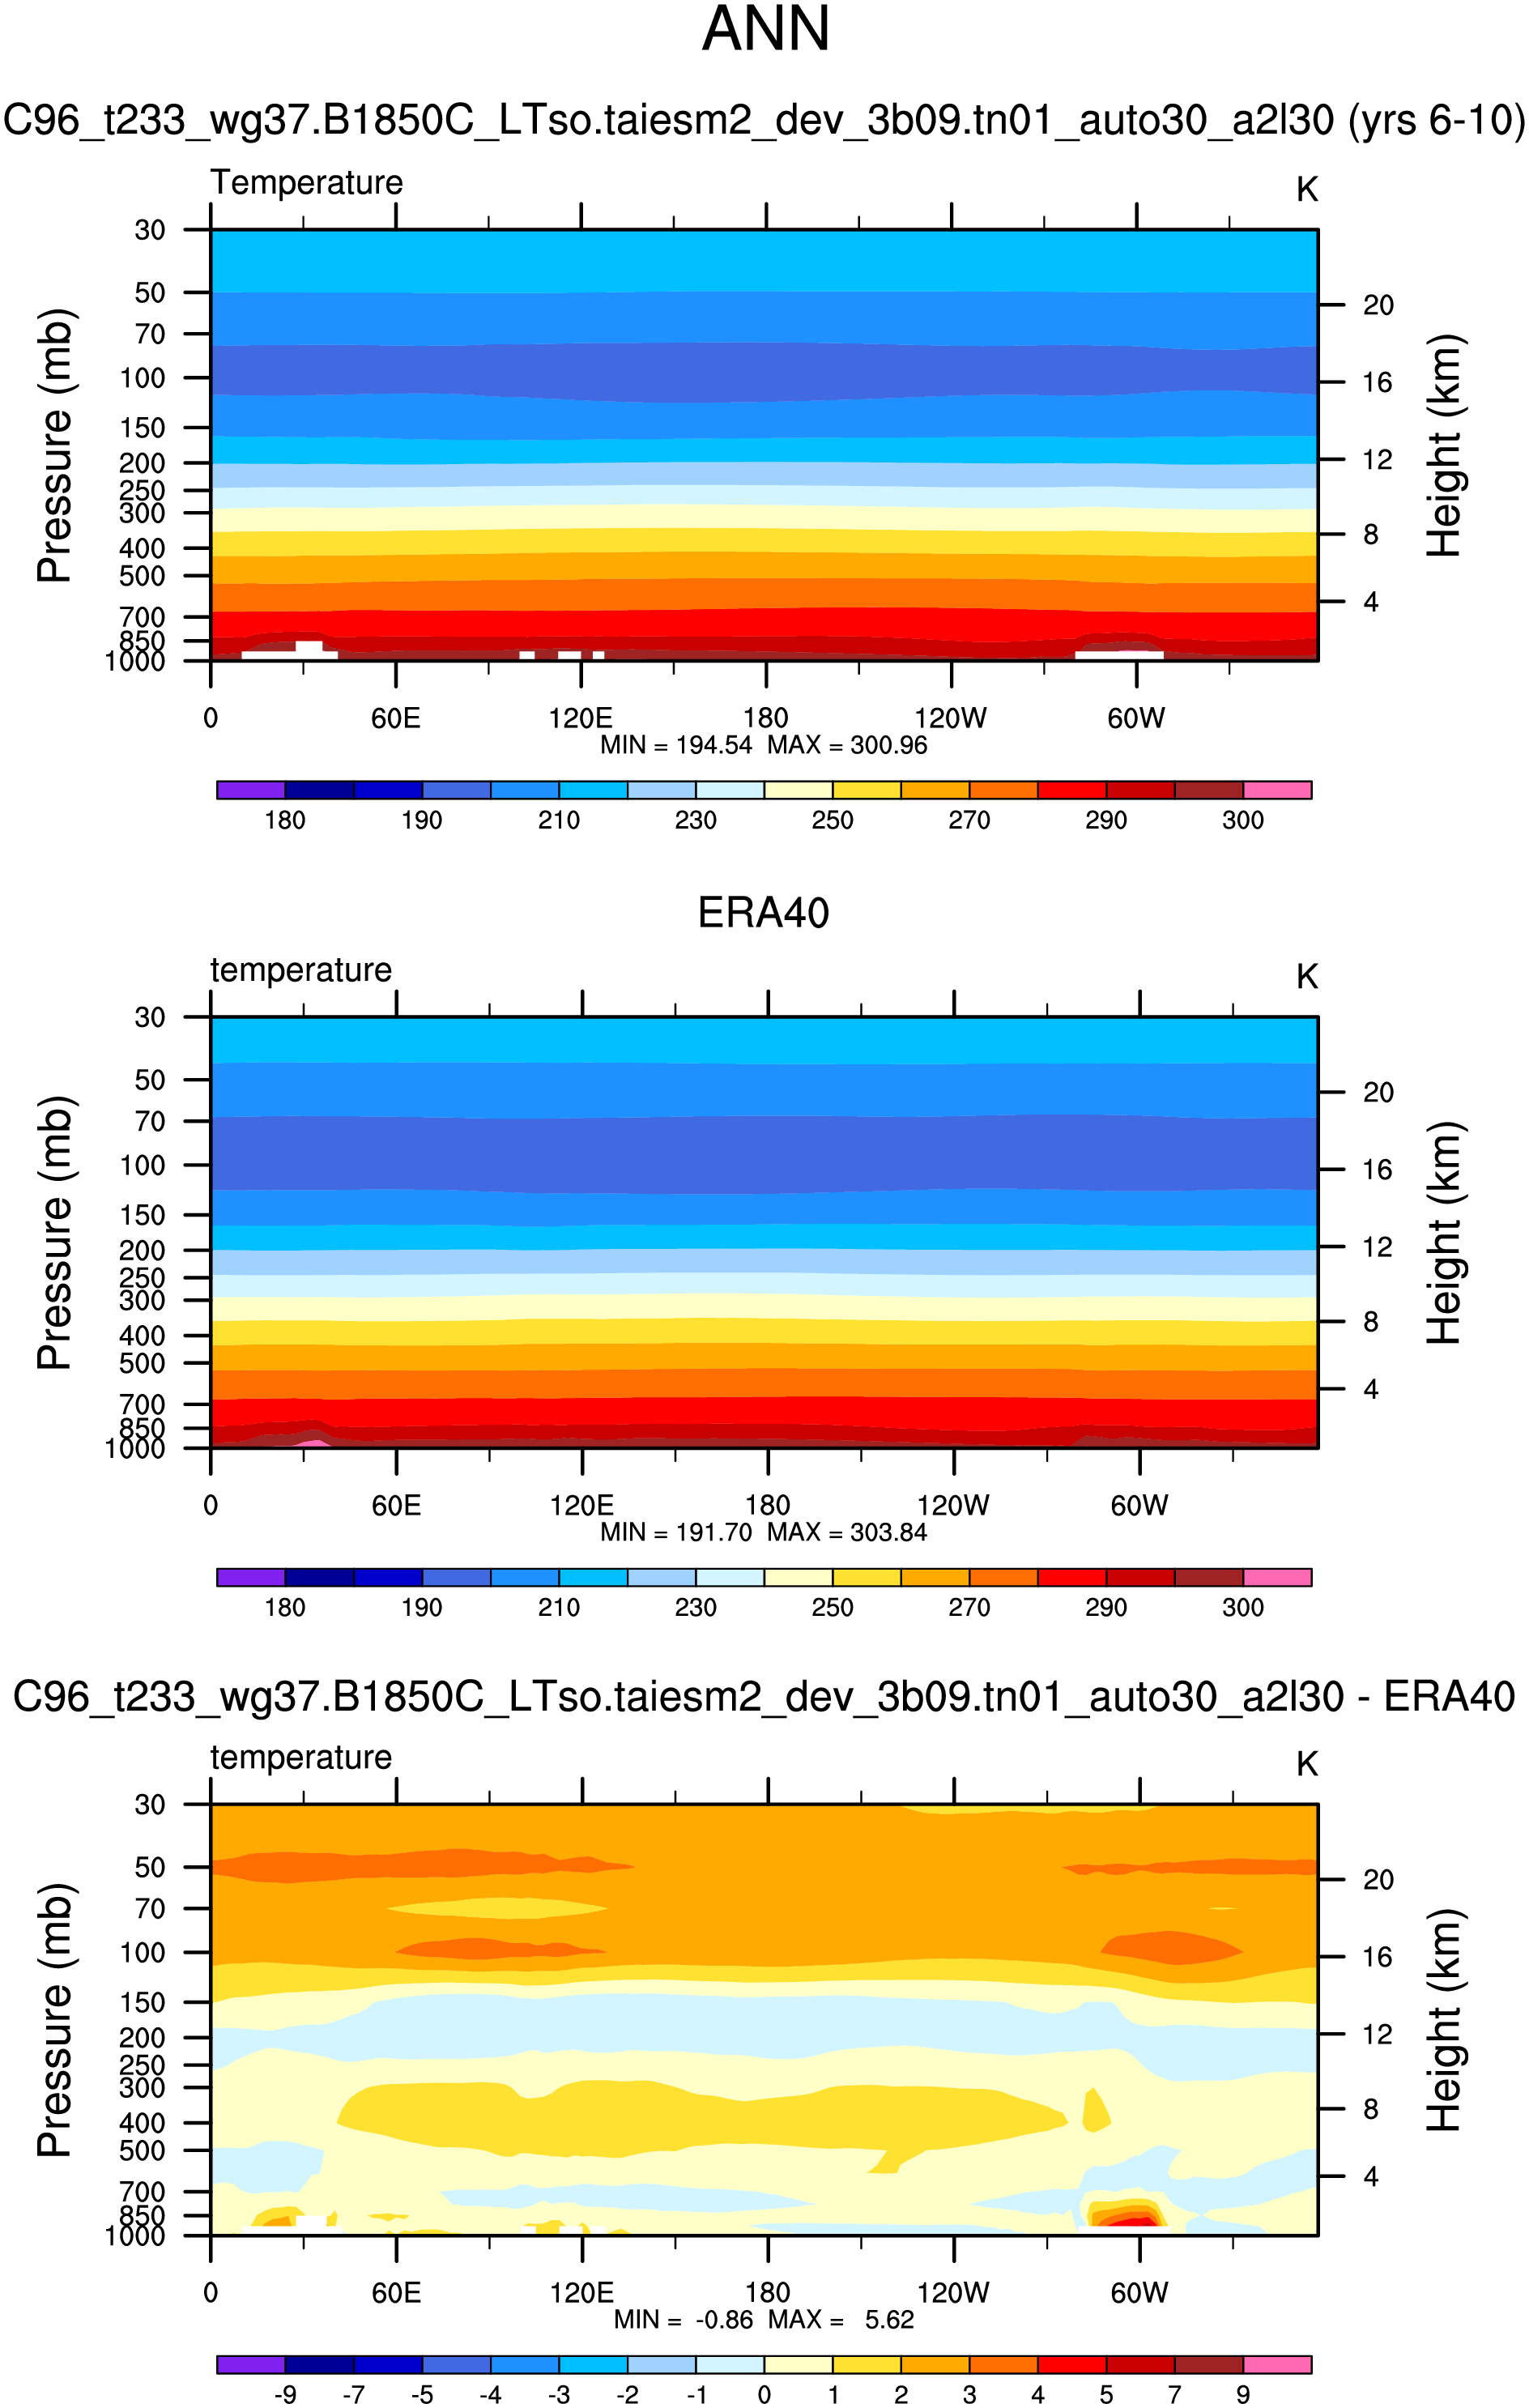 ANN
C96_t233_wg37.B1850C_LTso.taiesm2_dev_3b09.tn01_auto30_a2l30 (yrs 6-10)
Temperature K
Pressure (mb)
30
50
70
100
150
200
250
300
400
500
700
850
1000
20
16
12
8
4
Height (km)
0 60E 120E 180 120W 60W
MIN = 194.54 MAX = 300.96
180 190 210 230 250 270 290 300
ERA40
temperature K
Pressure (mb)
30
50
70
100
150
200
250
300
400
500
700
850
1000
20
16
12
8
4
Height (km)
0 60E 120E 180 120W 60W
MIN = 191.70 MAX = 303.84
180 190 210 230 250 270 290 300
C96_t233_wg37.B1850C_LTso.taiesm2_dev_3b09.tn01_auto30_a2l30 - ERA40
temperature K
Pressure (mb)
30
50
70
100
150
200
250
300
400
500
700
850
1000
20
16
12
8
4
Height (km)
0 60E 120E 180 120W 60W
MIN = -0.86 MAX = 5.62
-9 -7 -5 -4 -3 -2 -1 0 1 2 3 4 5 7 9